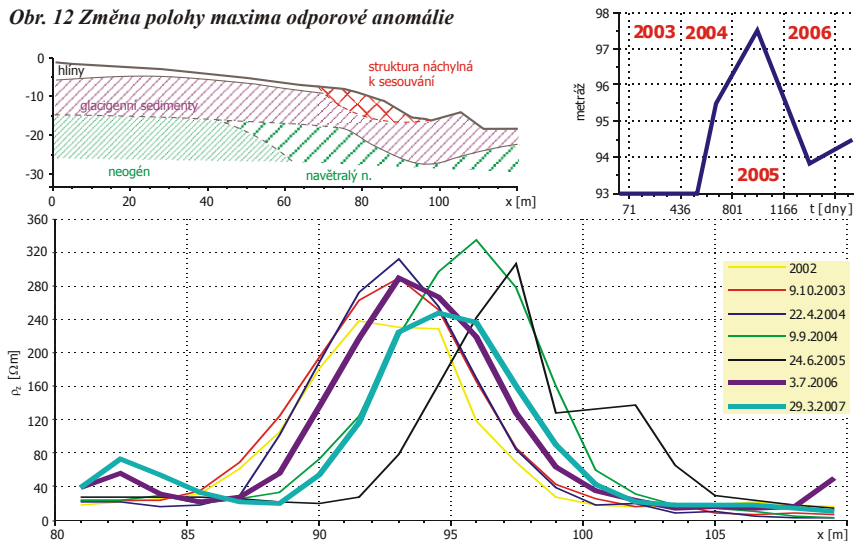 Obr. 12 Změna polohy maxima odporové anomálie
0
-10
-20
-30
hlíny
struktura náchylná
k sesouvání
glacigenní sedimenty
neogén
navětralý n.
0 20 40 60 80 100 x [m]
98
97
96
95
94
93
metráž
2003 2004 2006
2005
71 436 801 1166 t [dny]
360
320
280
240
200
160
120
80
40
0
ρz [Ωm]
80 85 90 95 100 105 x [m]
2002
9.10.2003
22.4.2004
9.9.2004
24.6.2005
3.7.2006
29.3.2007